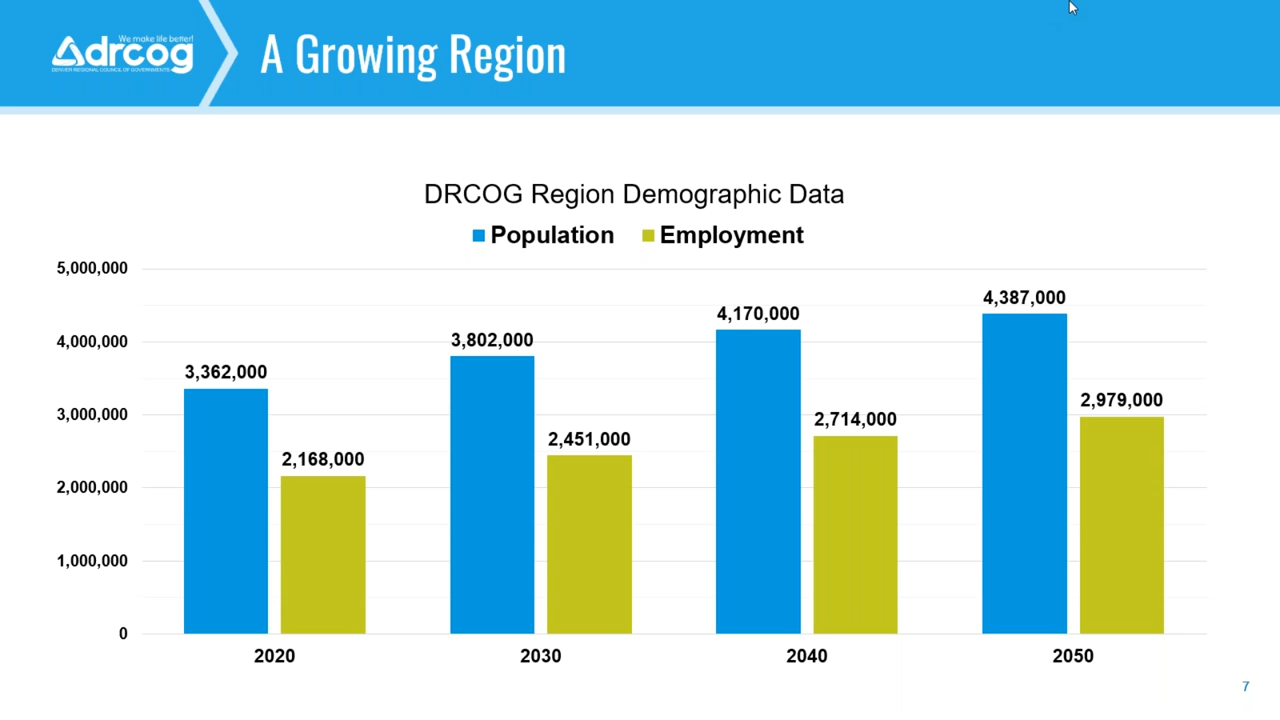 We make life better!
drcog
DENVER REGIONAL COUNCIL OF GOVERNMENTS
A Growing Region
DRCOG Region Demographic Data
Population Employment
5,000,000
4,000,000
3,000,000
2,000,000
1,000,000
0
3,362,000
2,168,000
3,802,000
2,451,000
4,170,000
2,714,000
4,387,000
2,979,000
2020 2030 2040 2050
7